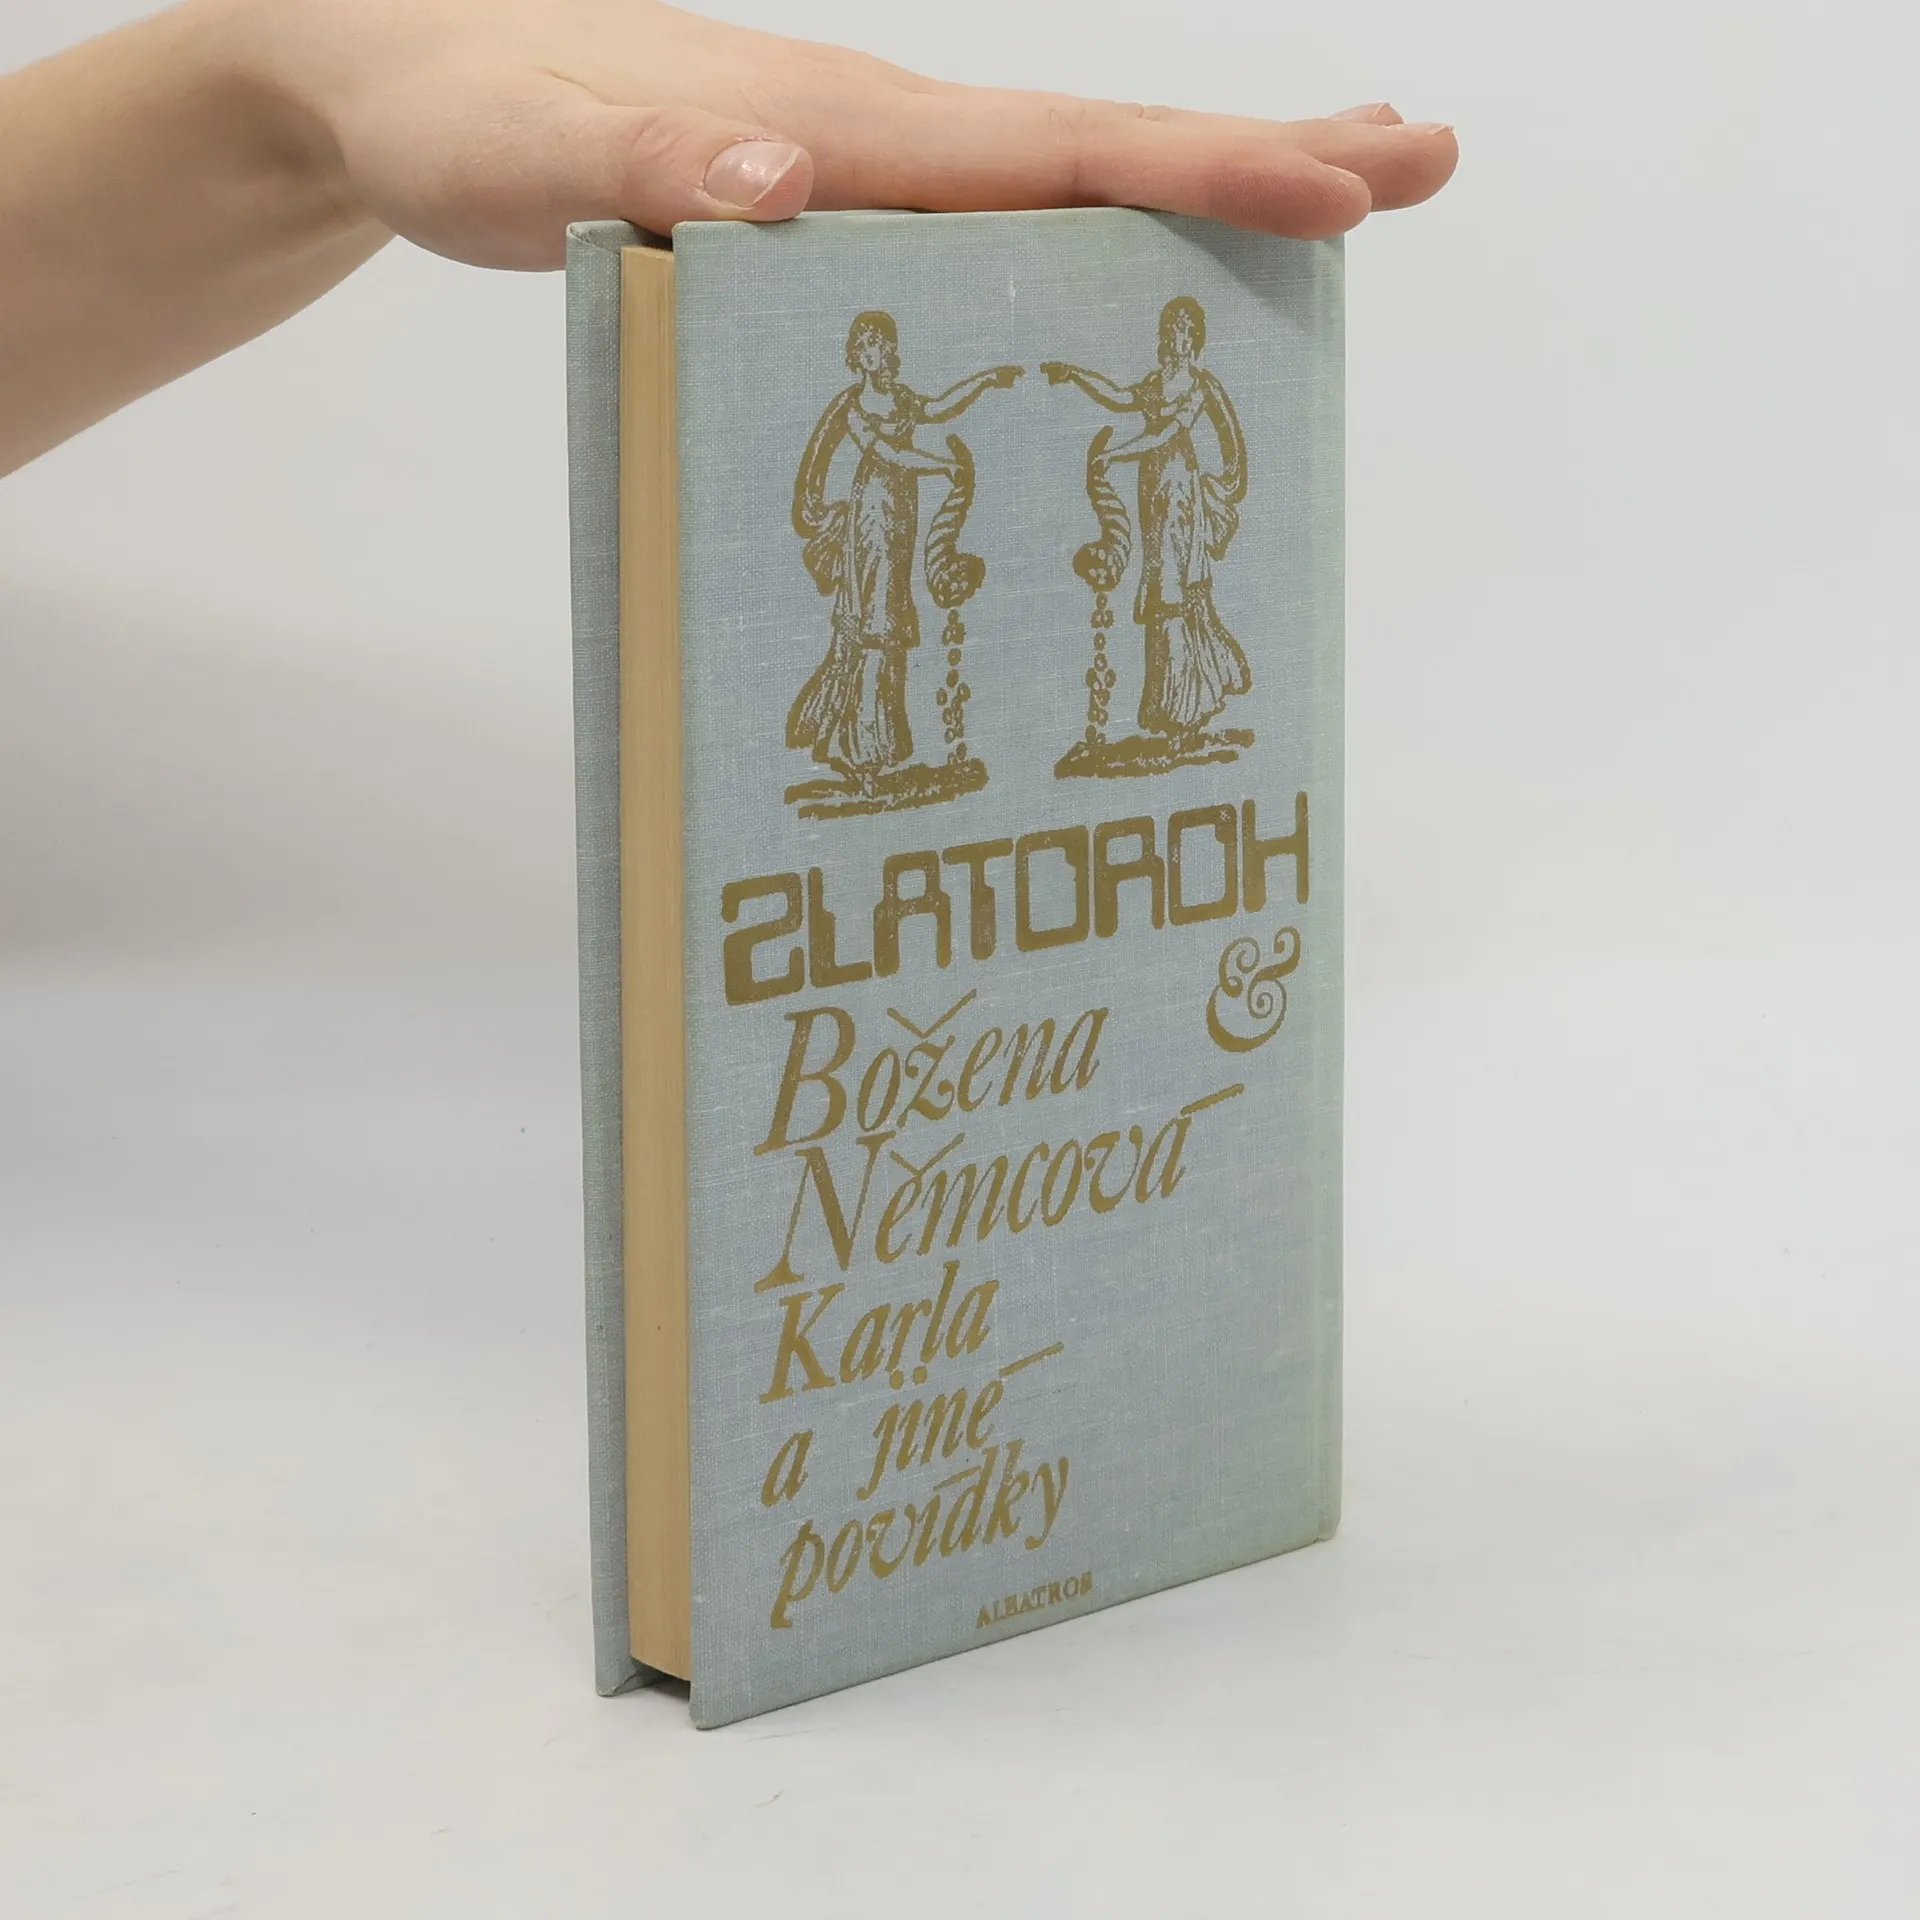 ZLATOROH
&
Božena
Němcová
Karla
a jiné
povídky
ALBATROS